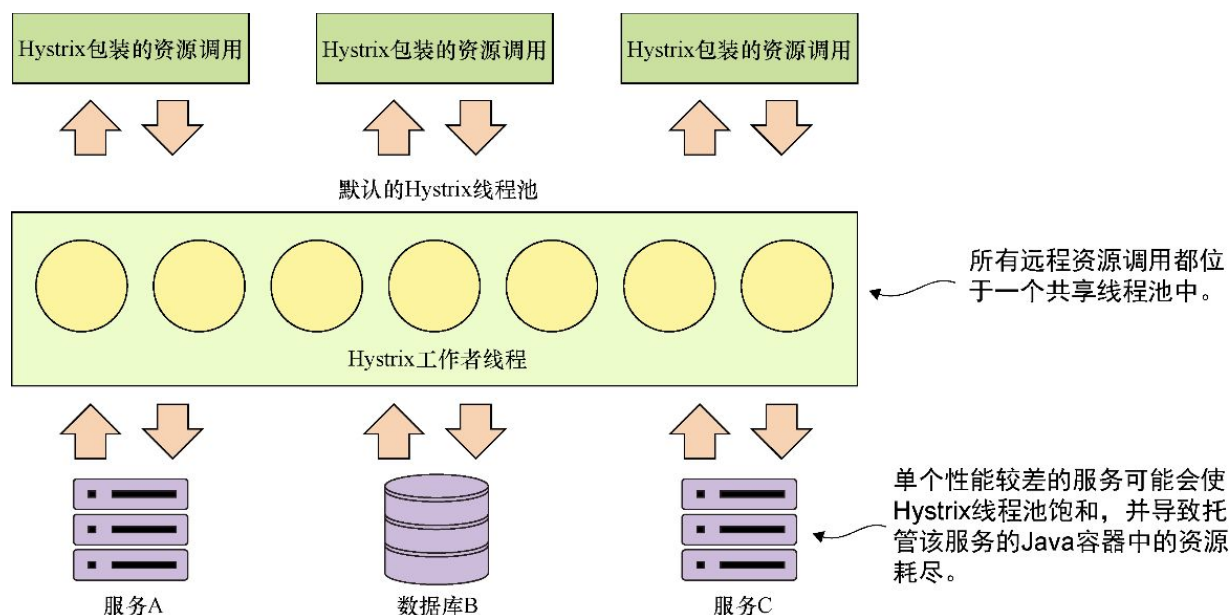 Hystrix包装的资源调用
Hystrix包装的资源调用
Hystrix包装的资源调用
默认的Hystrix线程池
所有远程资源调用都位
于一个共享线程池中。
Hystrix工作者线程
单个性能较差的服务可能会使
Hystrix线程池饱和，并导致托
管该服务的Java容器中的资源
耗尽。
服务A
数据库B
服务C